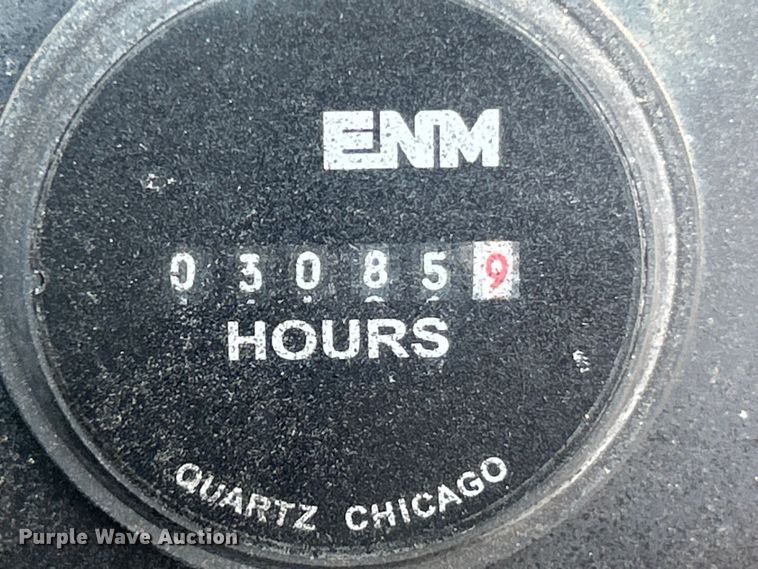 ENM
030859
HOURS
QUARTZ CHICAGO
Purple Wave Auction